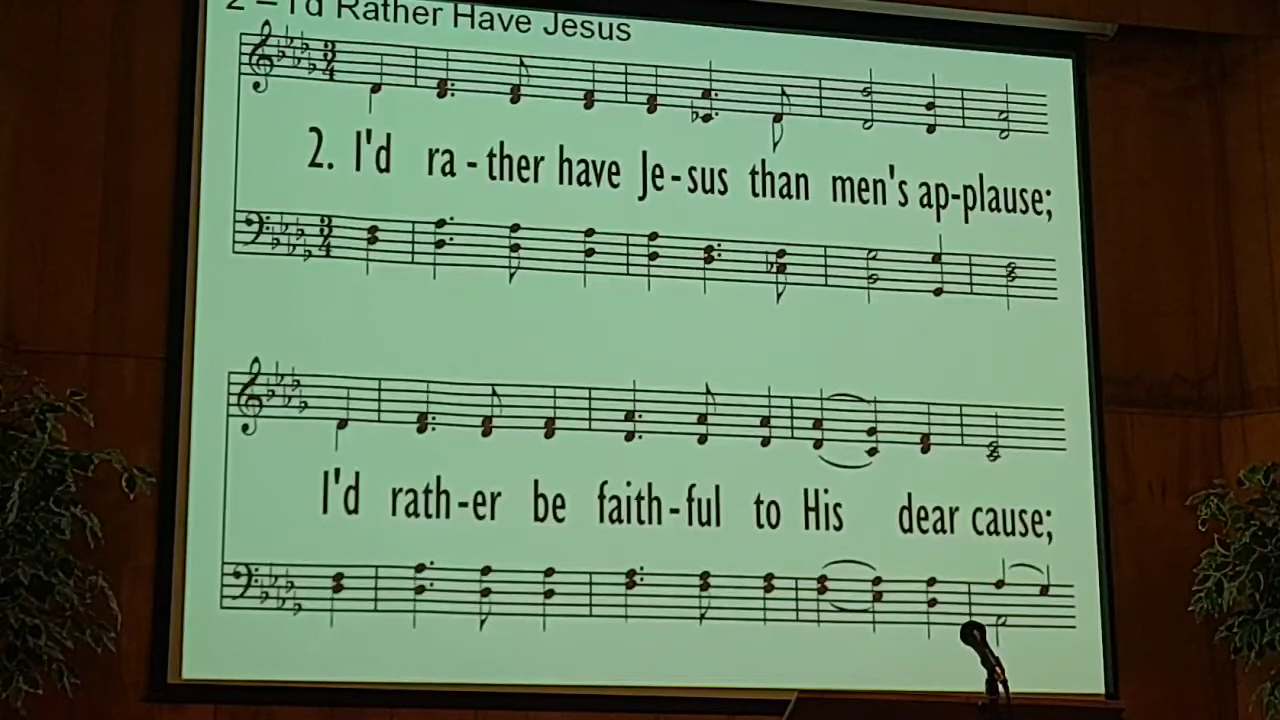 2 – I'd Rather Have Jesus
2. I'd ra - ther have Je - sus than men's ap - plause;
I'd rath - er be faith - ful to His dear cause;